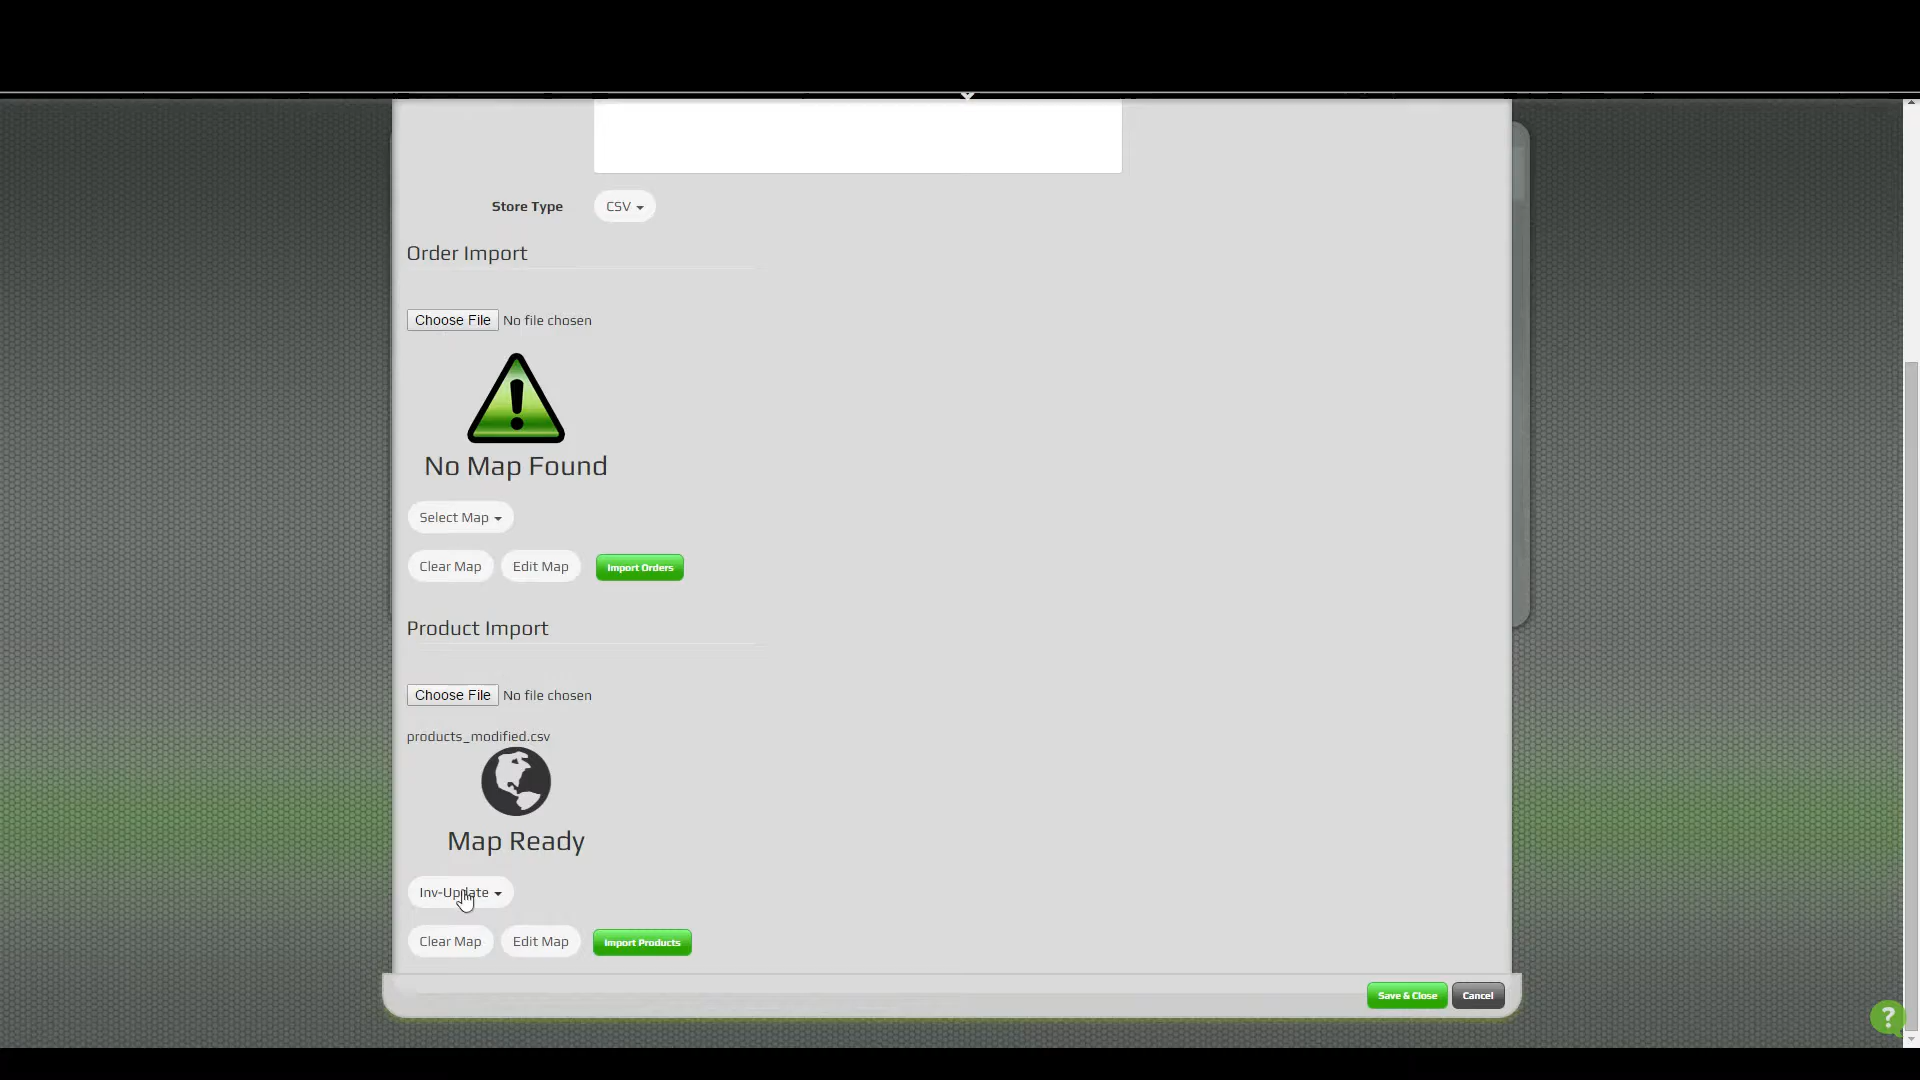 Store Type
CSV
Order Import
Choose File No file chosen
No Map Found
Select Map
Clear Map Edit Map Import Orders
Product Import
Choose File No file chosen
products_modified.csv
Map Ready
Inv-Update
Clear Map Edit Map Import Products
Save & Close Cancel
?